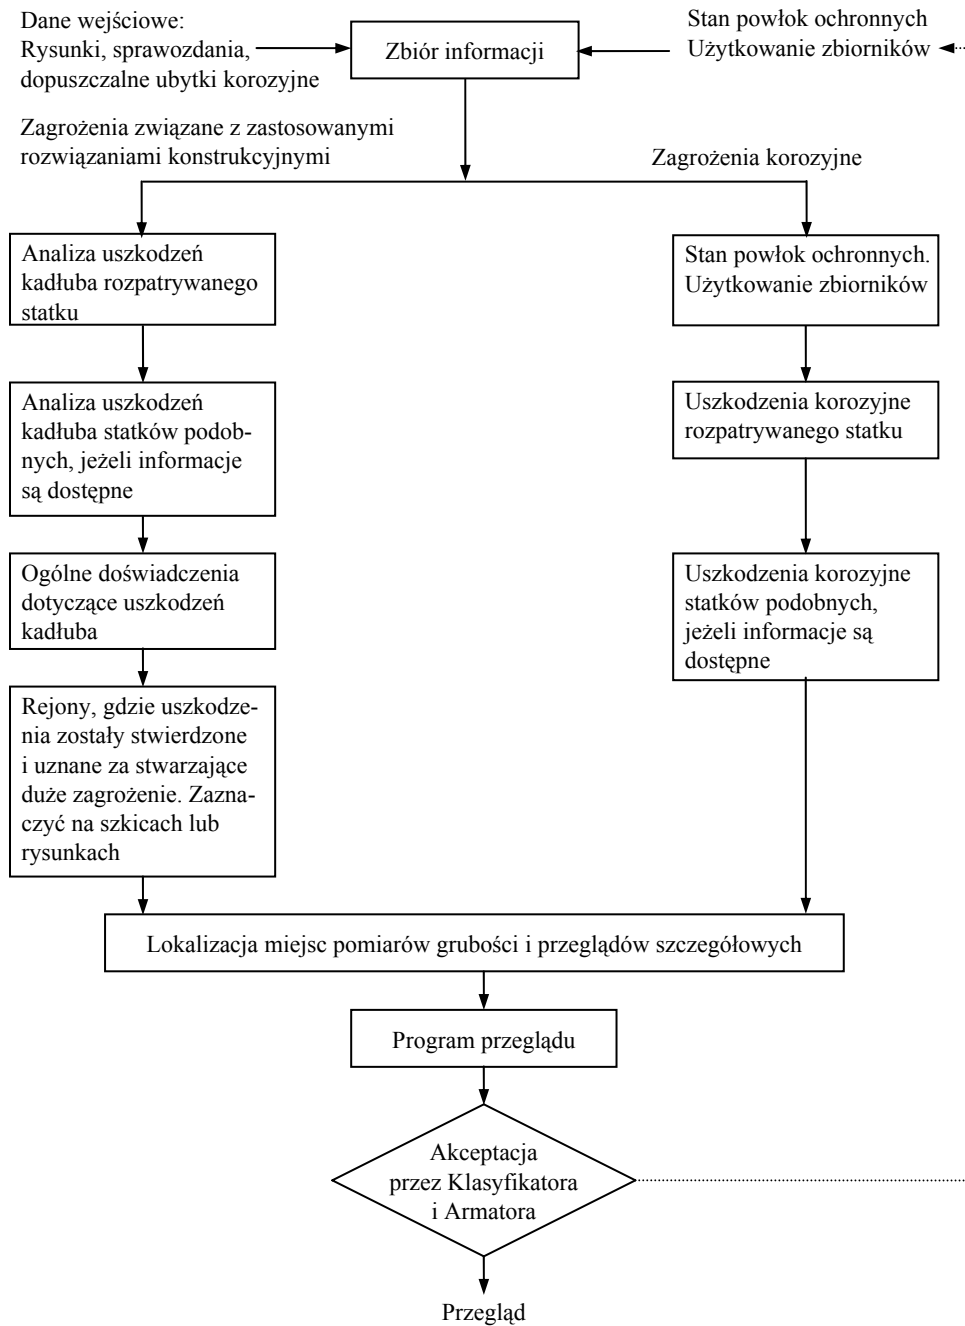 Dane wejściowe:
Rysunki, sprawozdania,
dopuszczalne ubytki korozyjne
Zbiór informacji
Stan powłok ochronnych
Użytkowanie zbiorników
Zagrożenia związane z zastosowanymi
rozwiązaniami konstrukcyjnymi
Zagrożenia korozyjne
Analiza uszkodzeń
kadłuba rozpatrywanego
statku
Stan powłok ochronnych.
Użytkowanie zbiorników
Analiza uszkodzeń
kadłuba statków podob-
nych, jeżeli informacje
są dostępne
Uszkodzenia korozyjne
rozpatrywanego statku
Ogólne doświadczenia
dotyczące uszkodzeń
kadłuba
Uszkodzenia korozyjne
statków podobnych,
jeżeli informacje są
dostępne
Rejony, gdzie uszkodze-
nia zostały stwierdzone
i uznane za stwarzające
duże zagrożenie. Zazna-
czyć na szkicach lub
rysunkach
Lokalizacja miejsc pomiarów grubości i przeglądów szczegółowych
Program przeglądu
Akceptacja
przez Klasyfikatora
i Armatora
Przegląd